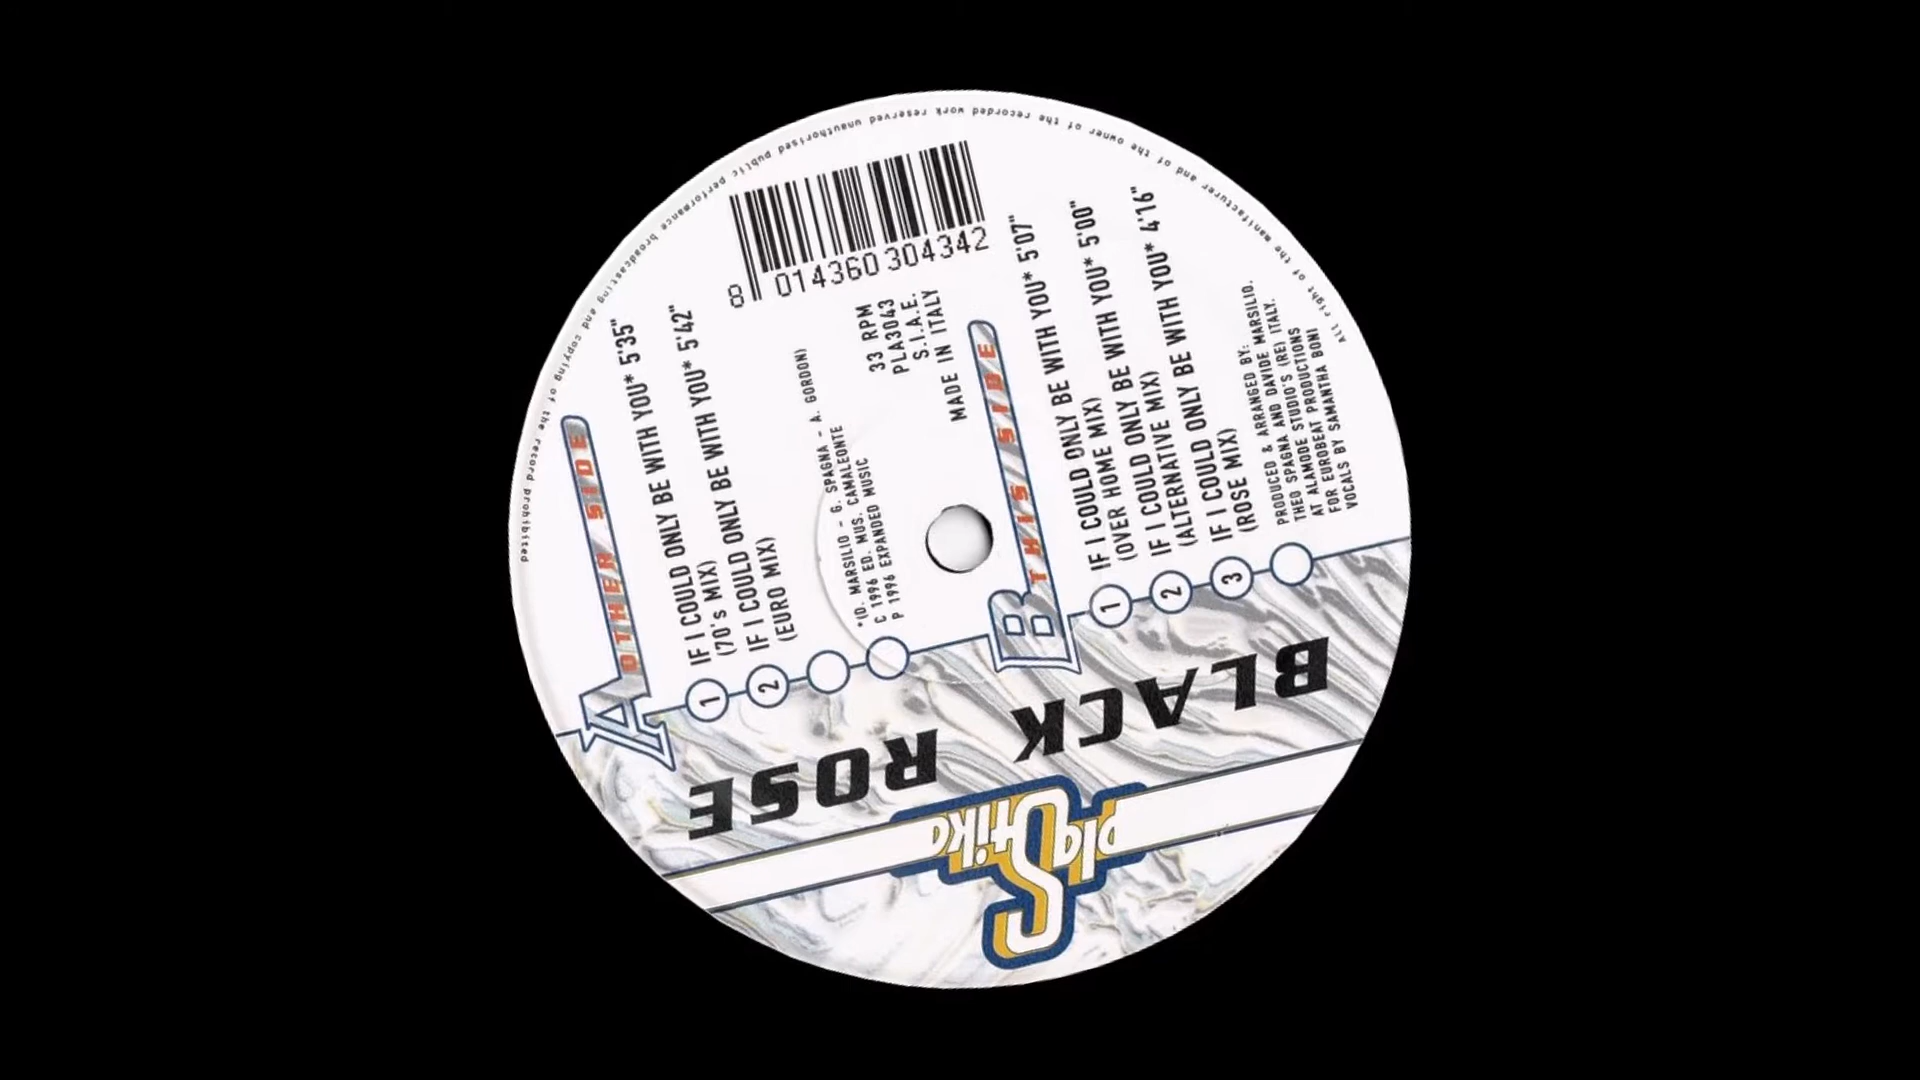 All right of the manufacturer and of the owner of the recorded work reserved unauthorised public performance broadcasting and copying of the record prohibited
8 014360 304342
33 RPM
PLA3043
S.I.A.E.
MADE IN ITALY
A OTHER SIDE
1 IF I COULD ONLY BE WITH YOU* 5'35"
(70's MIX)
2 IF I COULD ONLY BE WITH YOU* 5'42"
(EURO MIX)
*(D. MARSILIO - G. SPAGNA - A. GORDON)
C 1996 ED. MUS. CAMALEONTE
P 1996 EXPANDED MUSIC
B THIS SIDE
1 IF I COULD ONLY BE WITH YOU* 5'07"
(OVER HOME MIX)
2 IF I COULD ONLY BE WITH YOU* 5'00"
(ALTERNATIVE MIX)
3 IF I COULD ONLY BE WITH YOU* 4'16"
(ROSE MIX)
PRODUCED & ARRANGED BY:
THEO SPAGNA AND DAVIDE MARSILIO.
AT ALAMODE STUDIO'S (RE) ITALY.
FOR EUROBEAT PRODUCTIONS
VOCALS BY SAMANTHA BONI
BLACK ROSE
plaStika